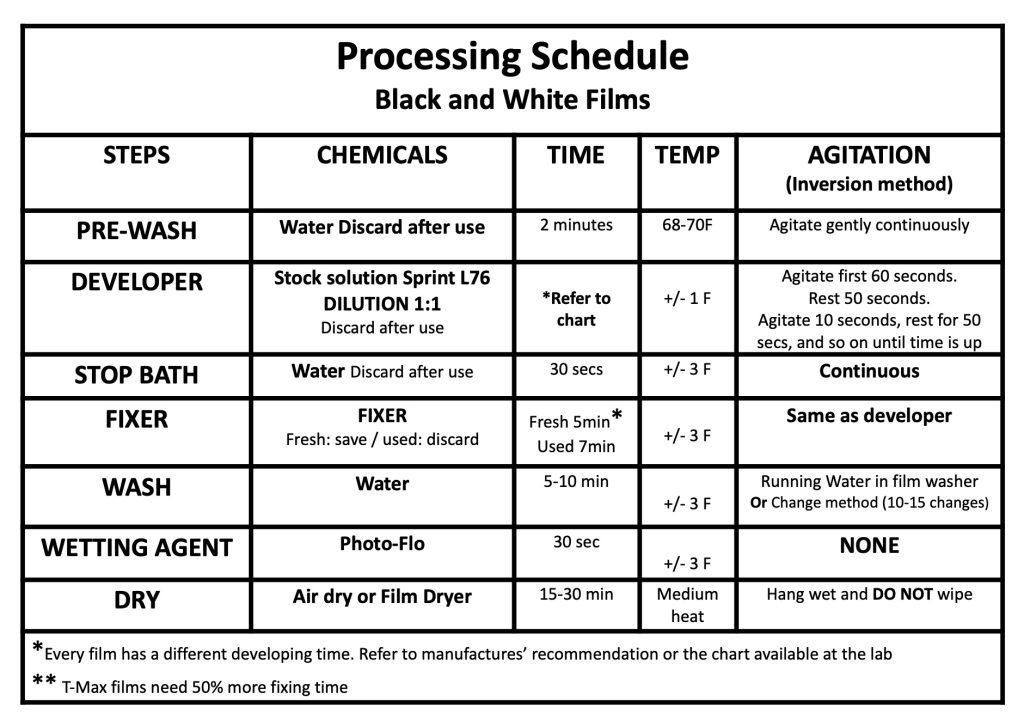 Processing Schedule
Black and White Films
STEPS
CHEMICALS
TIME
TEMP
AGITATION
(Inversion method)
PRE-WASH
Water Discard after use
2 minutes
68-70F
Agitate gently continuously
DEVELOPER
Stock solution Sprint L76
DILUTION 1:1
Discard after use
*Refer to
chart
+/- 1 F
Agitate first 60 seconds.
Rest 50 seconds.
Agitate 10 seconds, rest for 50
secs, and so on until time is up
STOP BATH
Water Discard after use
30 secs
+/- 3 F
Continuous
FIXER
FIXER
Fresh: save / used: discard
Fresh 5min*
Used 7min
+/- 3 F
Same as developer
WASH
Water
5-10 min
+/- 3 F
Running Water in film washer
Or Change method (10-15 changes)
WETTING AGENT
Photo-Flo
30 sec
+/- 3 F
NONE
DRY
Air dry or Film Dryer
15-30 min
Medium
heat
Hang wet and DO NOT wipe
*Every film has a different developing time. Refer to manufactures’ recommendation or the chart available at the lab
** T-Max films need 50% more fixing time